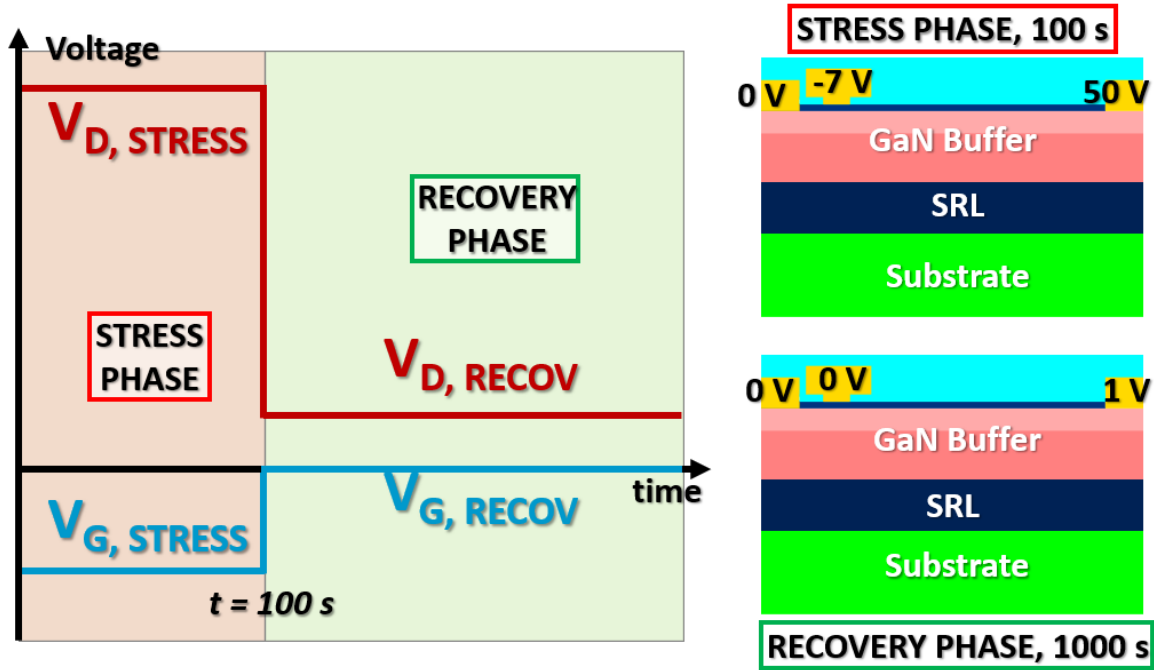 Voltage
V D, STRESS
STRESS
PHASE
V G, STRESS
t = 100 s
RECOVERY
PHASE
V D, RECOV
V G, RECOV
time
STRESS PHASE, 100 s
0 V
-7 V
50 V
GaN Buffer
SRL
Substrate
0 V
0 V
1 V
GaN Buffer
SRL
Substrate
RECOVERY PHASE, 1000 s